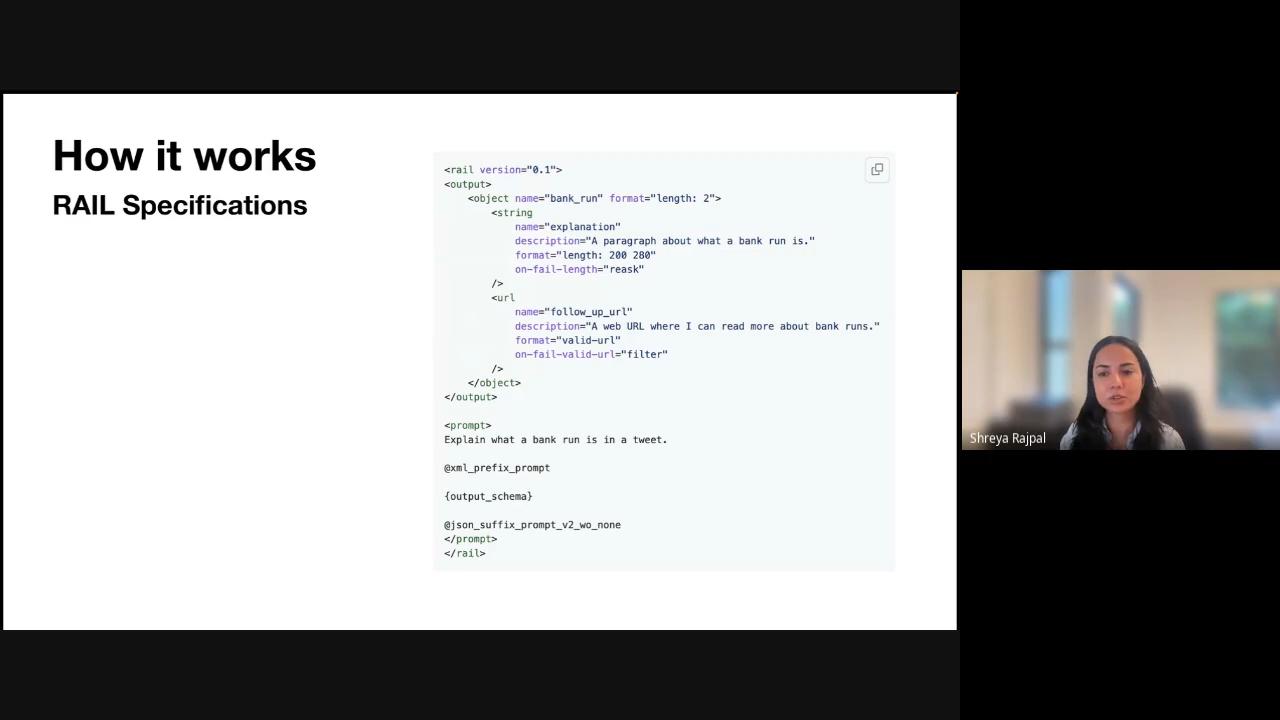 How it works
RAIL Specifications
<rail version="0.1">
<output>
    <object name="bank_run" format="length: 2">
        <string
            name="explanation"
            description="A paragraph about what a bank run is."
            format="length: 200 280"
            on-fail-length="reask"
        />
        <url
            name="follow_up_url"
            description="A web URL where I can read more about bank runs."
            format="valid-url"
            on-fail-valid-url="filter"
        />
    </object>
</output>
<prompt>
Explain what a bank run is in a tweet.
@xml_prefix_prompt
{output_schema}
@json_suffix_prompt_v2_wo_none
</prompt>
</rail>
Shreya Rajpal